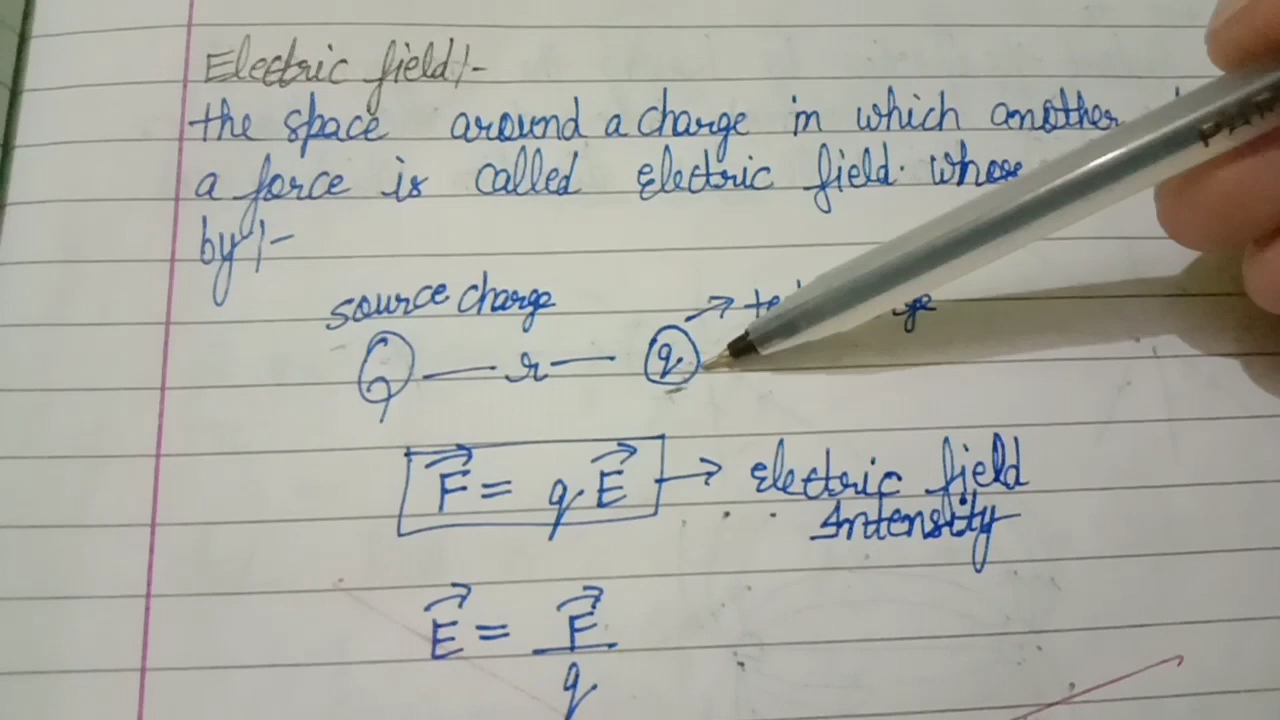 Electric field:-
the space around a charge in which another
a force is called electric field. whose
by:-
source charge
Q — r — q →
F⃗ = q E⃗ → Electric field
Intensity
E⃗ = F⃗ / q